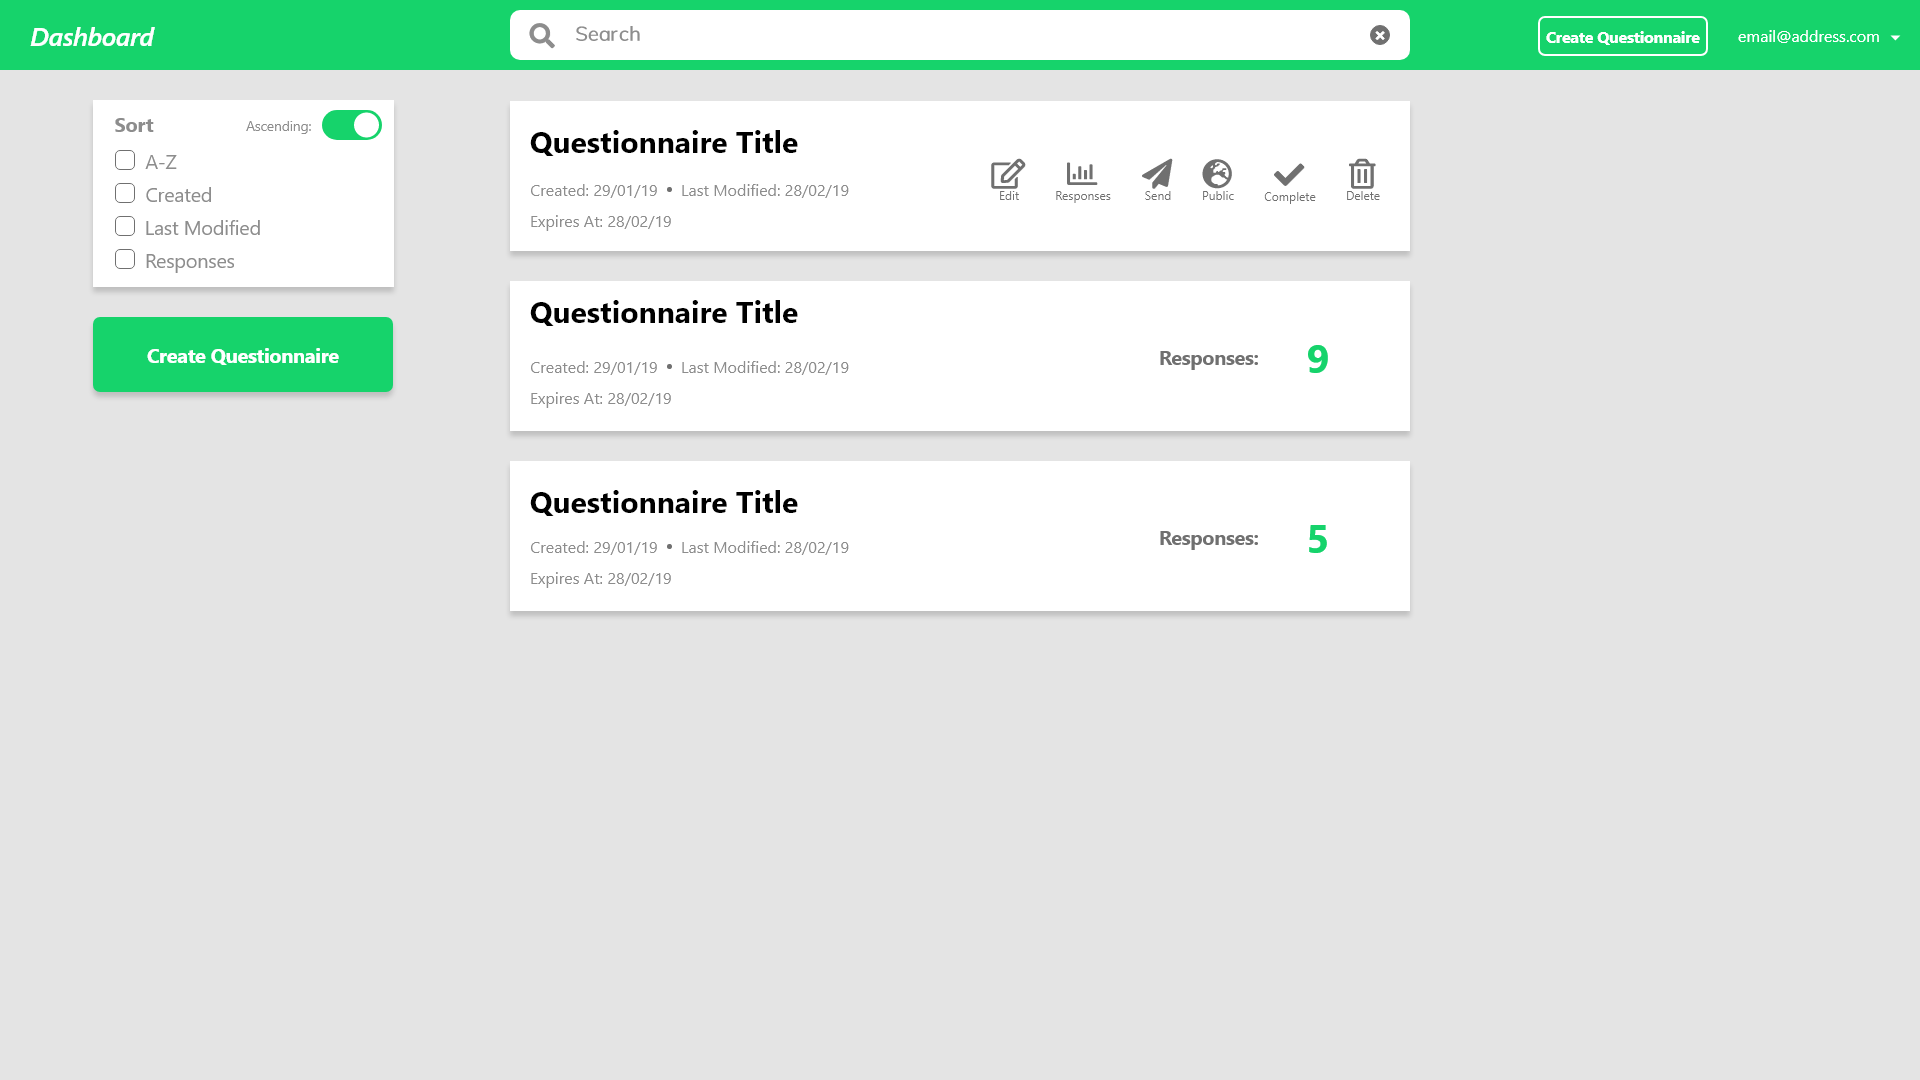 Dashboard
Search
Create Questionnaire
email@address.com
Sort
Ascending:
A-Z
Created
Last Modified
Responses
Create Questionnaire
Questionnaire Title
Created: 29/01/19 • Last Modified: 28/02/19
Expires At: 28/02/19
Edit
Responses
Send
Public
Complete
Delete
Questionnaire Title
Created: 29/01/19 • Last Modified: 28/02/19
Expires At: 28/02/19
Responses: 9
Questionnaire Title
Created: 29/01/19 • Last Modified: 28/02/19
Expires At: 28/02/19
Responses: 5